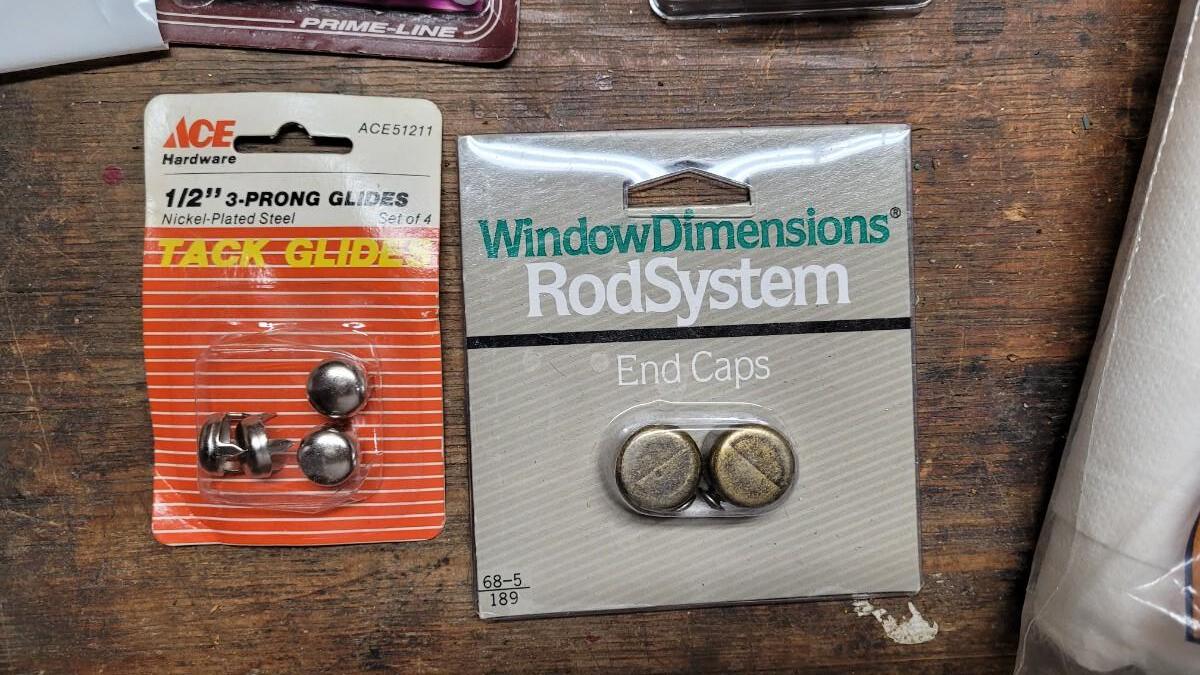 PRIME-LINE
ACE
Hardware
ACE51211
1/2" 3-PRONG GLIDES
Nickel-Plated Steel
Set of 4
TACK GLIDES
WindowDimensions®
RodSystem
End Caps
68-5
189